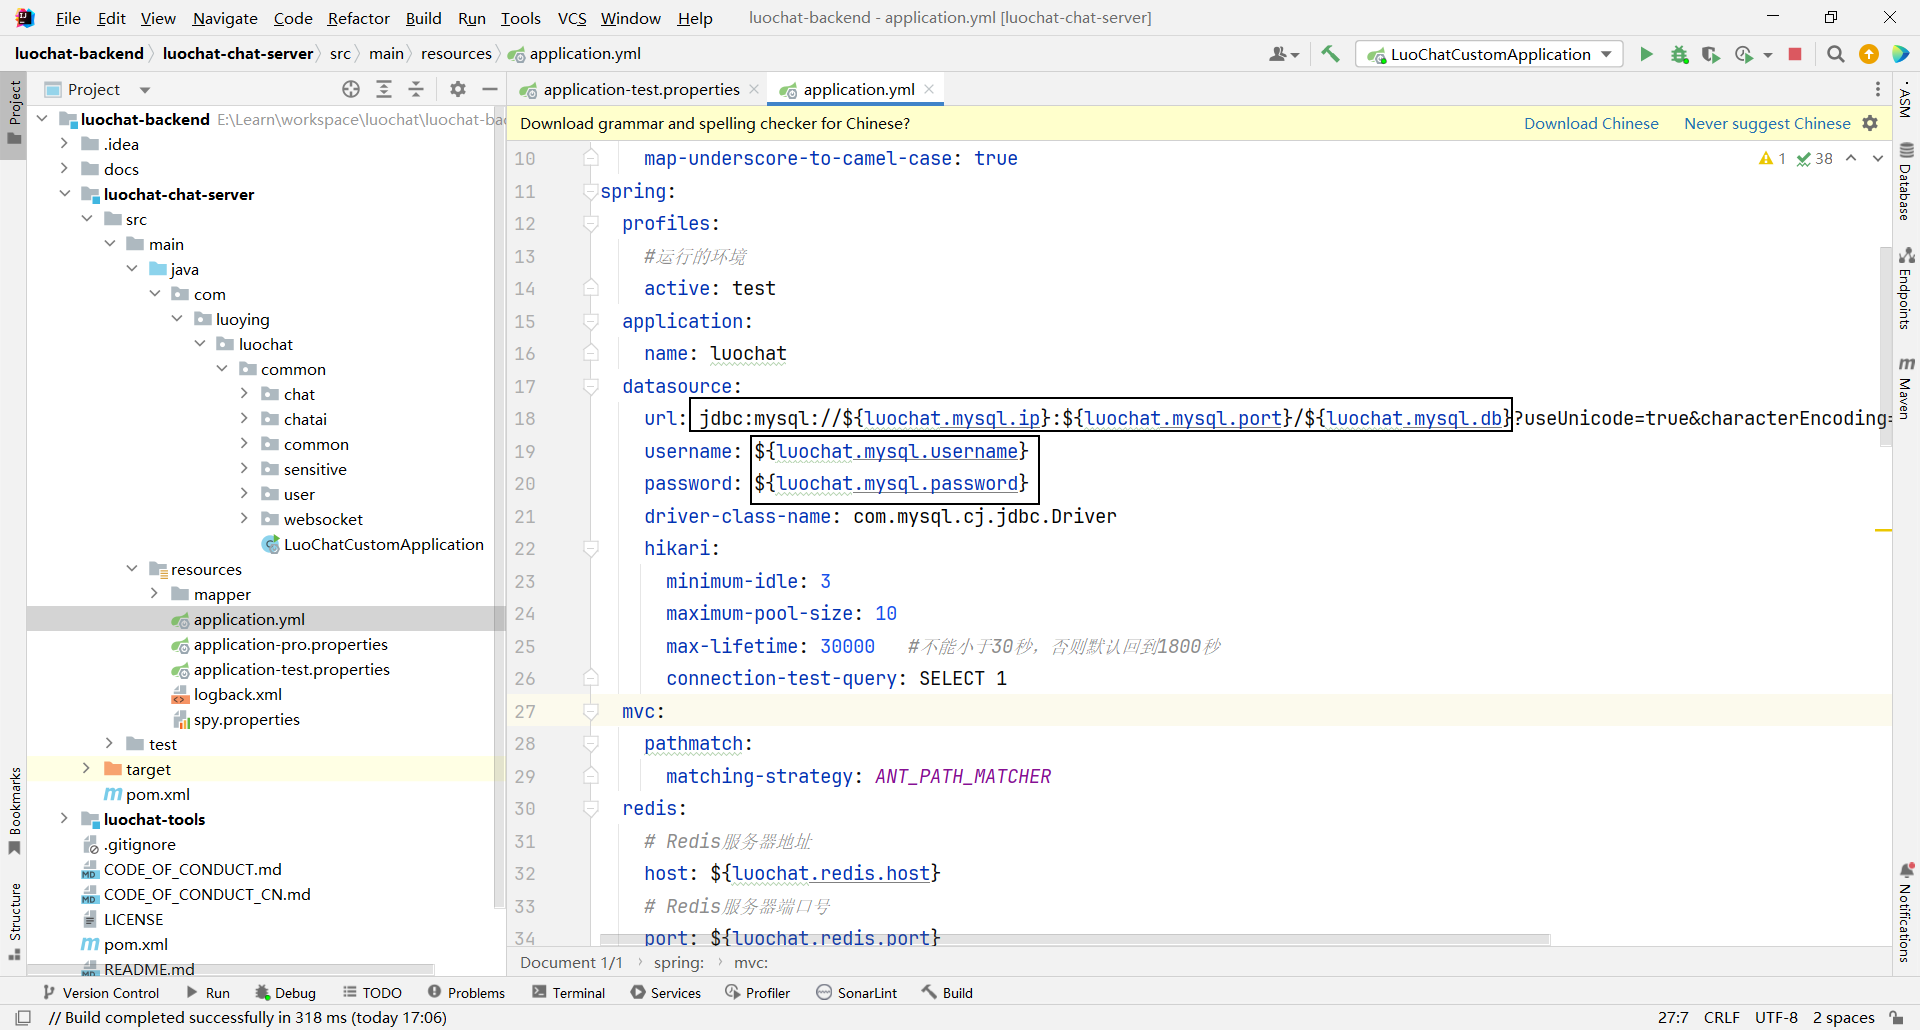 File Edit View Navigate Code Refactor Build Run Tools VCS Window Help luochat-backend - application.yml [luochat-chat-server]
luochat-backend luochat-chat-server src main resources application.yml LuoChatCustomApplication
Project
application-test.properties application.yml
Download grammar and spelling checker for Chinese? Download Chinese Never suggest Chinese
Project
luochat-backend E:\Learn\workspace\luochat\luochat-ba
.idea
docs
luochat-chat-server
src
main
java
com
luoying
luochat
common
chat
chatai
common
sensitive
user
websocket
LuoChatCustomApplication
resources
mapper
application.yml
application-pro.properties
application-test.properties
logback.xml
spy.properties
test
target
pom.xml
luochat-tools
.gitignore
CODE_OF_CONDUCT.md
CODE_OF_CONDUCT_CN.md
LICENSE
pom.xml
README.md
Bookmarks
Structure
1 38
10 map-underscore-to-camel-case: true
11 spring:
12 profiles:
13 #运行的环境
14 active: test
15 application:
16 name: luochat
17 datasource:
18 url: jdbc:mysql://${luochat.mysql.ip}:${luochat.mysql.port}/${luochat.mysql.db}?useUnicode=true&characterEncoding=
19 username: ${luochat.mysql.username}
20 password: ${luochat.mysql.password}
21 driver-class-name: com.mysql.cj.jdbc.Driver
22 hikari:
23 minimum-idle: 3
24 maximum-pool-size: 10
25 max-lifetime: 30000 #不能小于30秒，否则默认回到1800秒
26 connection-test-query: SELECT 1
27 mvc:
28 pathmatch:
29 matching-strategy: ANT_PATH_MATCHER
30 redis:
31 # Redis服务器地址
32 host: ${luochat.redis.host}
33 # Redis服务器端口号
34 port: ${luochat.redis.port}
Document 1/1 spring: mvc:
ASM
Database
Endpoints
Maven
Notifications
Version Control Run Debug TODO Problems Terminal Services Profiler SonarLint Build
// Build completed successfully in 318 ms (today 17:06) 27:7 CRLF UTF-8 2 spaces